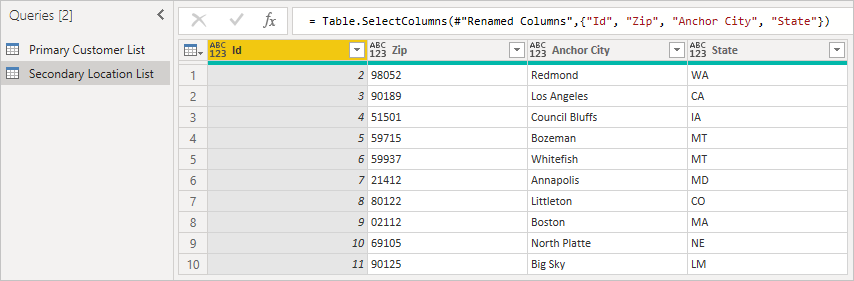 Queries [2]
= Table.SelectColumns(#"Renamed Columns",{"Id", "Zip", "Anchor City", "State"})
Primary Customer List
Secondary Location List
ABC 123 Id ABC 123 Zip ABC 123 Anchor City ABC 123 State
1 2 98052 Redmond WA
2 3 90189 Los Angeles CA
3 4 51501 Council Bluffs IA
4 5 59715 Bozeman MT
5 6 59937 Whitefish MT
6 7 21412 Annapolis MD
7 8 80122 Littleton CO
8 9 02112 Boston MA
9 10 69105 North Platte NE
10 11 90125 Big Sky LM